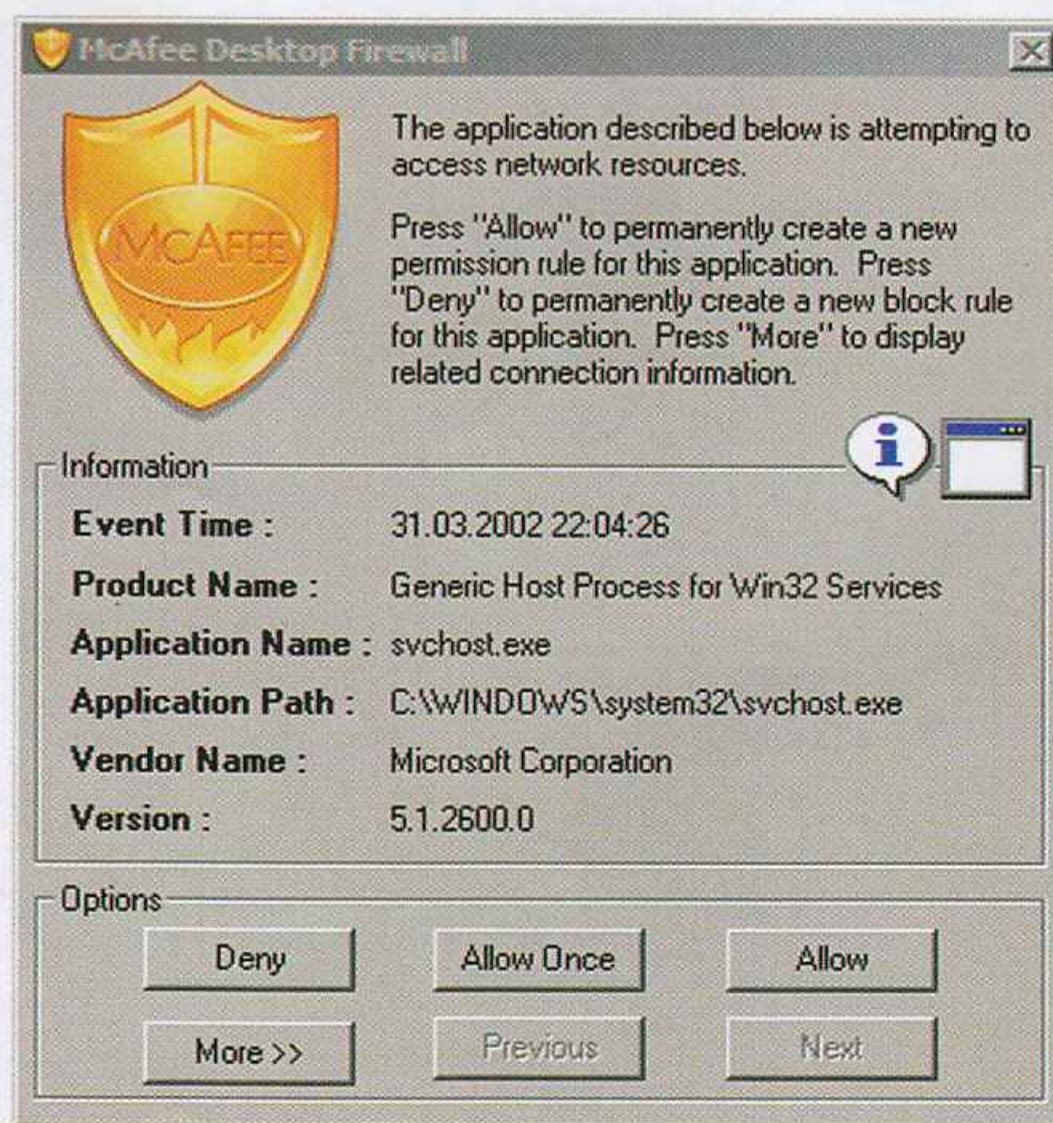 McAfee Desktop Firewall
McAFEE
The application described below is attempting to
access network resources.
Press "Allow" to permanently create a new
permission rule for this application. Press
"Deny" to permanently create a new block rule
for this application. Press "More" to display
related connection information.
Information
Event Time : 31.03.2002 22:04:26
Product Name : Generic Host Process for Win32 Services
Application Name : svchost.exe
Application Path : C:\WINDOWS\system32\svchost.exe
Vendor Name : Microsoft Corporation
Version : 5.1.2600.0
Options
Deny Allow Once Allow
More >> Previous Next